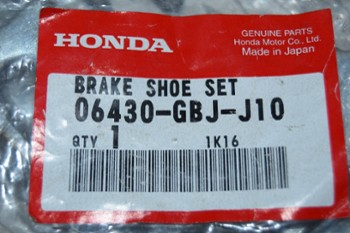 HONDA
GENUINE PARTS
Honda Motor Co., Ltd.
Made in Japan
BRAKE SHOE SET
06430-GBJ-J10
QTY 1 1K16